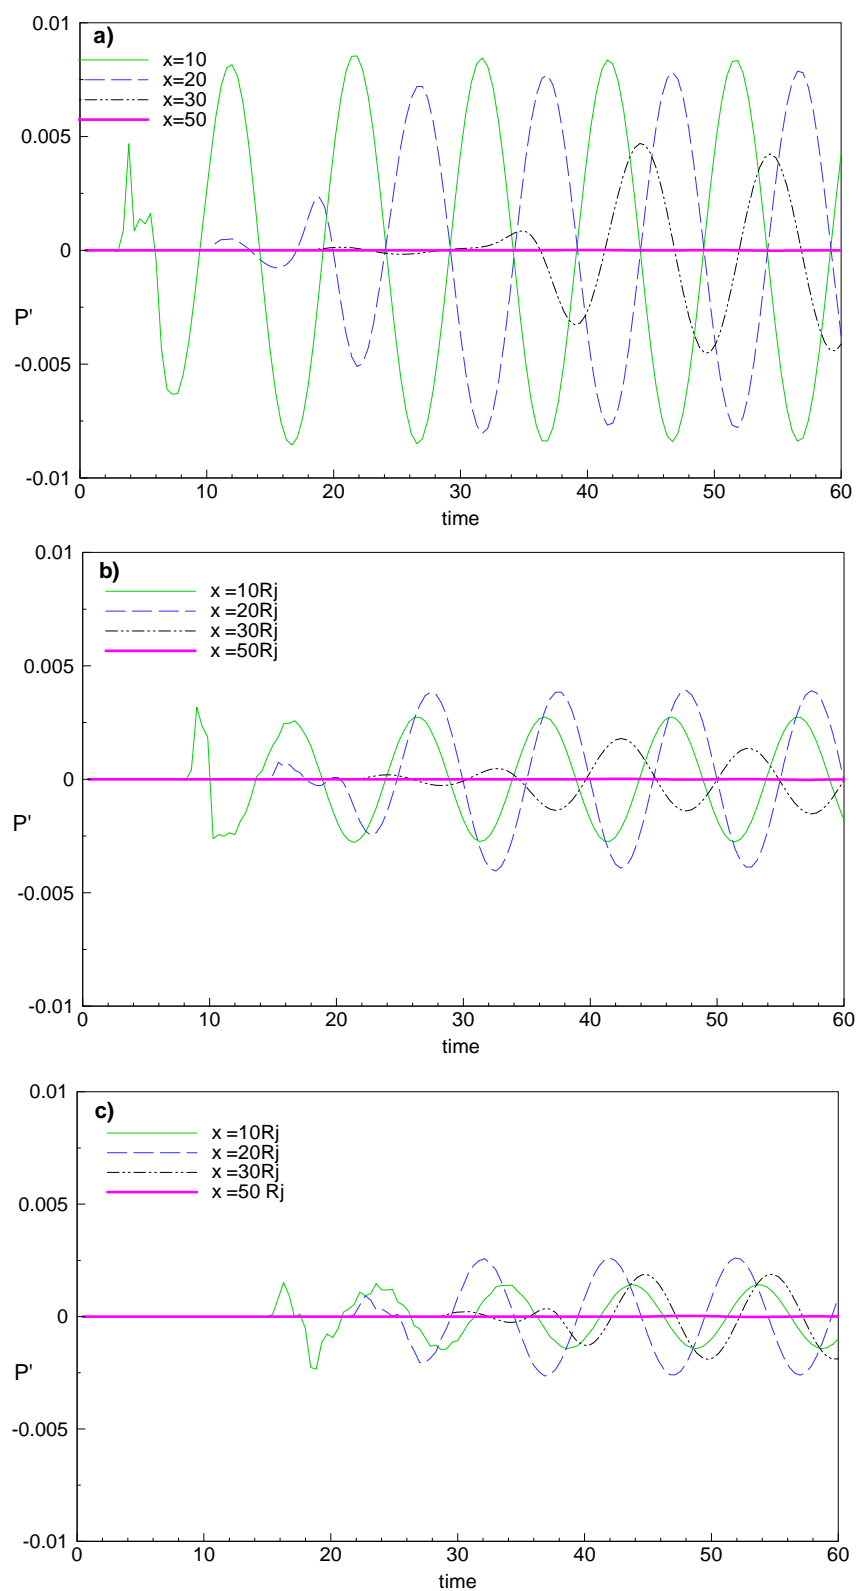 a)
x=10
x=20
x=30
x=50
0.01
0.005
0
P'
-0.005
-0.01
0 10 20 30 40 50 60
time
b)
x =10Rj
x =20Rj
x =30Rj
x =50Rj
0.01
0.005
0
P'
-0.005
-0.01
0 10 20 30 40 50 60
time
c)
x =10Rj
x =20Rj
x =30Rj
x =50 Rj
0.01
0.005
0
P'
-0.005
-0.01
0 10 20 30 40 50 60
time